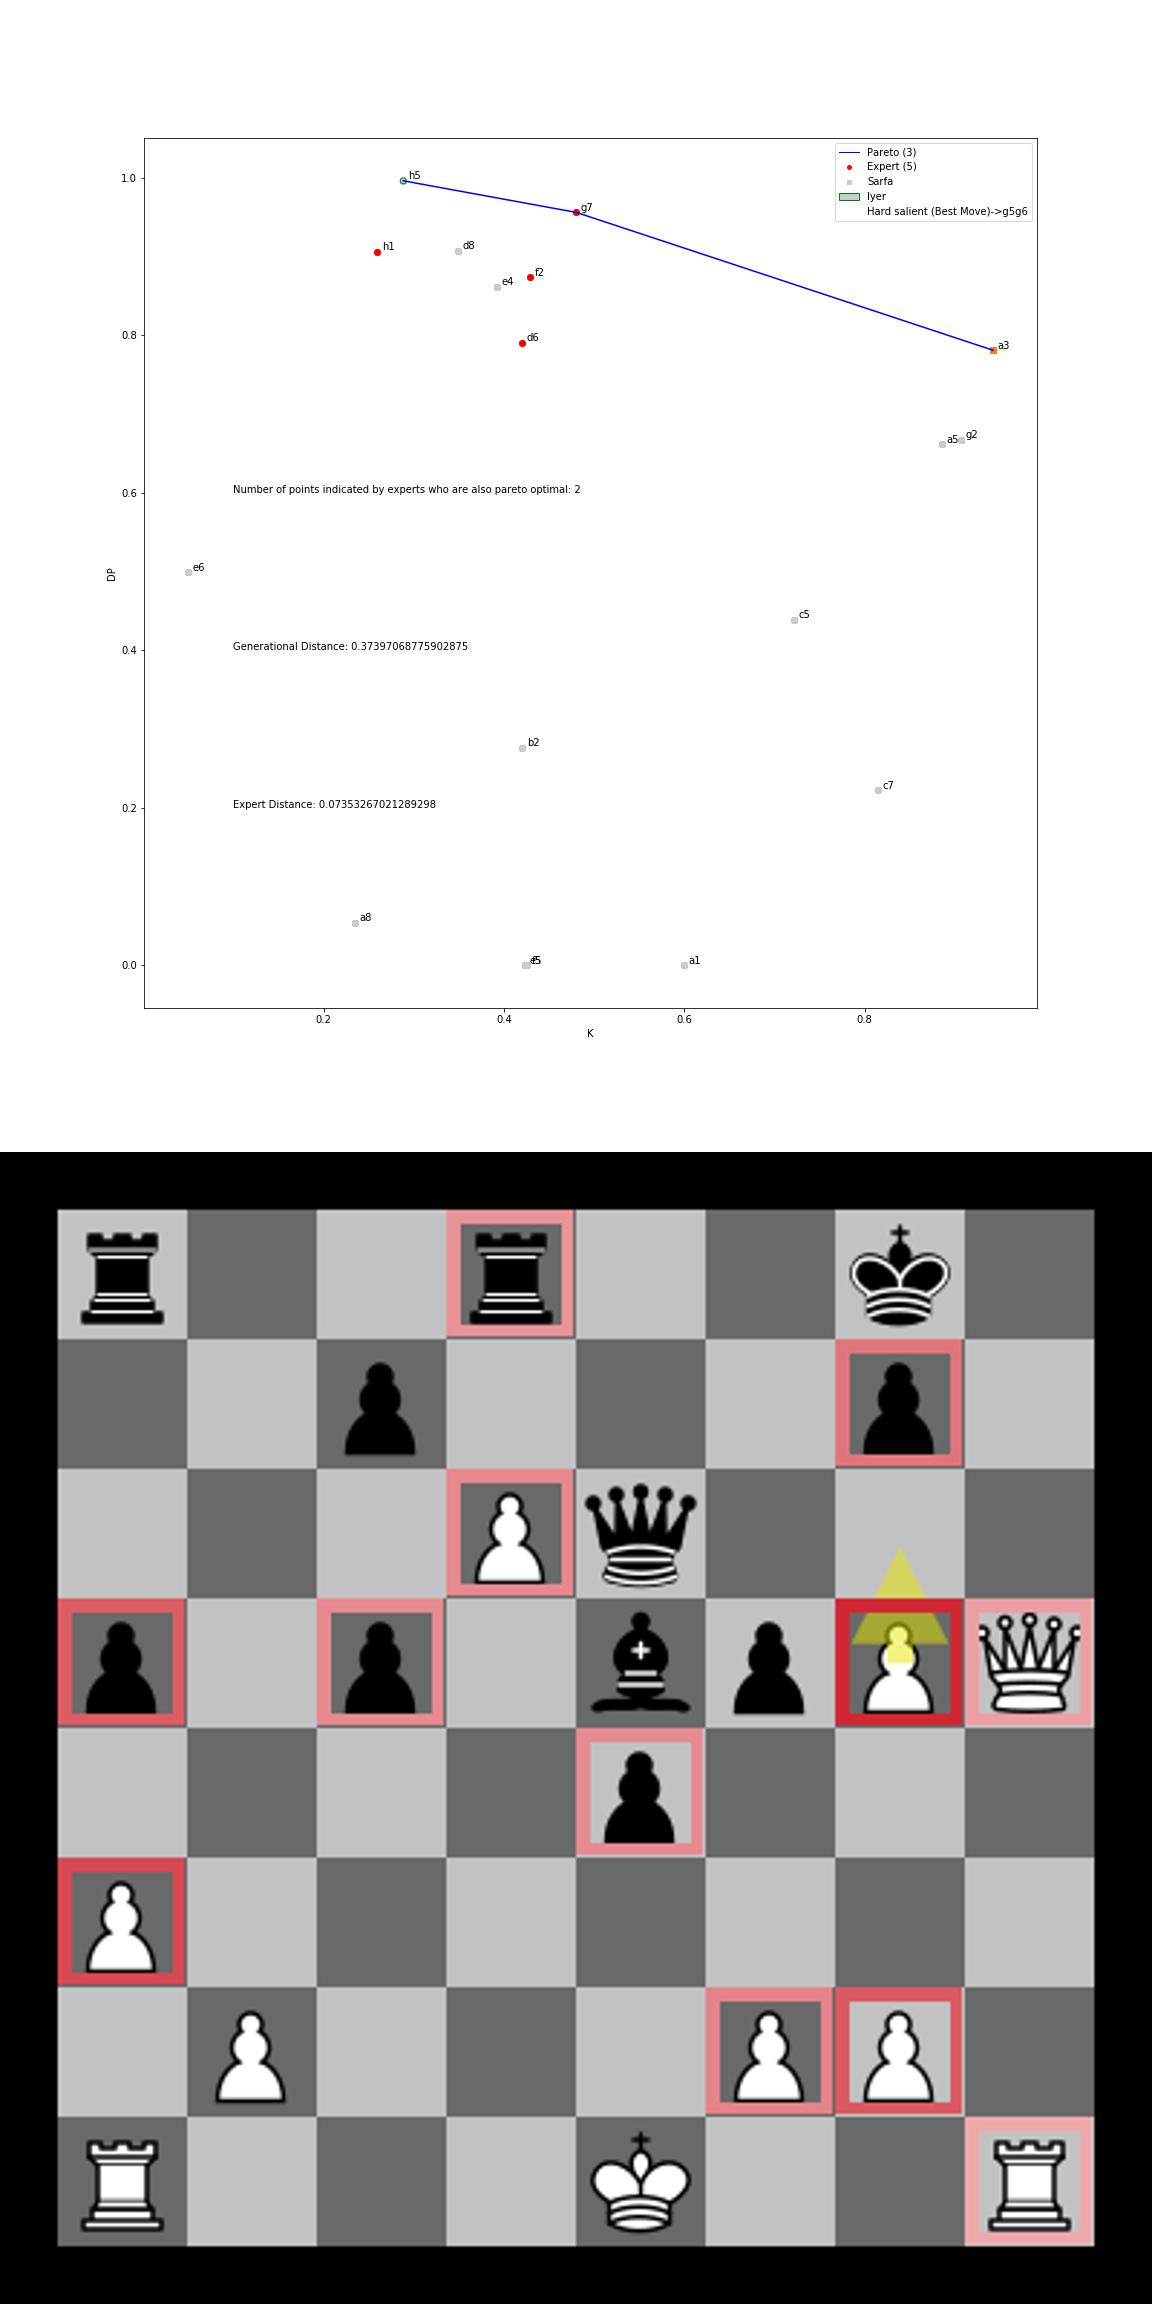 Pareto (3)
Expert (5)
Sarfa
Iyer
Hard salient (Best Move)->g5g6
1.0
h5
g7
h1
d8
f2
e4
0.8
d6
a3
a5
g2
0.6
Number of points indicated by experts who are also pareto optimal: 2
DP
e6
c5
0.4
Generational Distance: 0.37397068775902875
b2
c7
0.2
Expert Distance: 0.07353267021289298
a8
0.0
a1
0.2
0.4
0.6
0.8
K